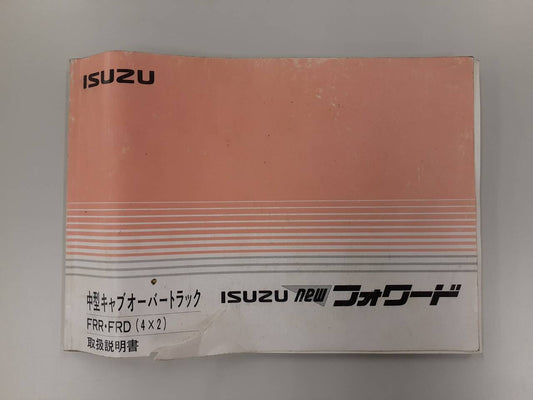 ISUZU
中型キャブオーバートラック
FRR・FRD(4×2)
取扱説明書
ISUZU new フォワード